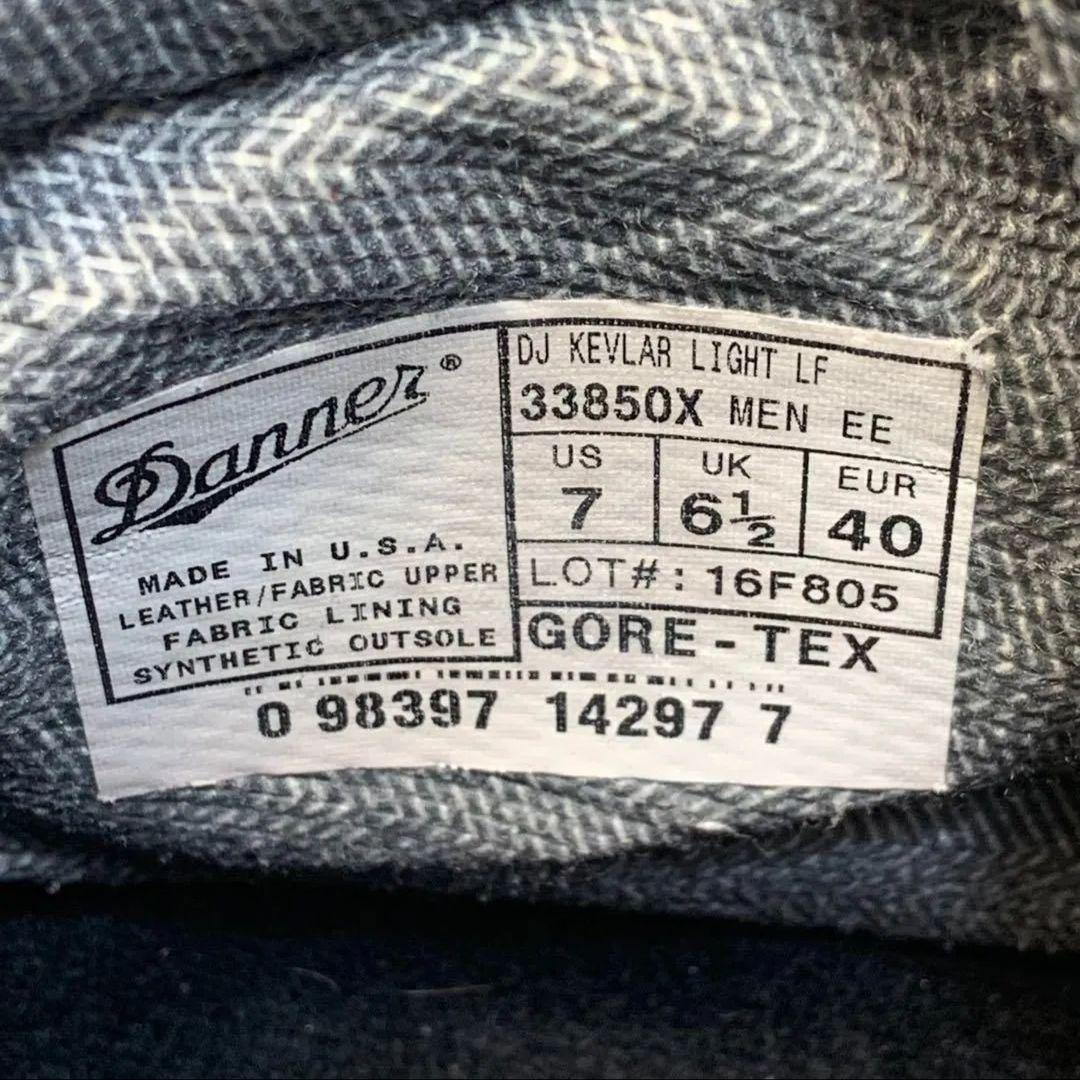 Danner®
MADE IN U.S.A.
LEATHER/FABRIC UPPER
FABRIC LINING
SYNTHETIC OUTSOLE
DJ KEVLAR LIGHT LF
33850X MEN EE
US UK EUR
7 6½ 40
LOT#: 16F805
GORE-TEX
0 98397 14297 7